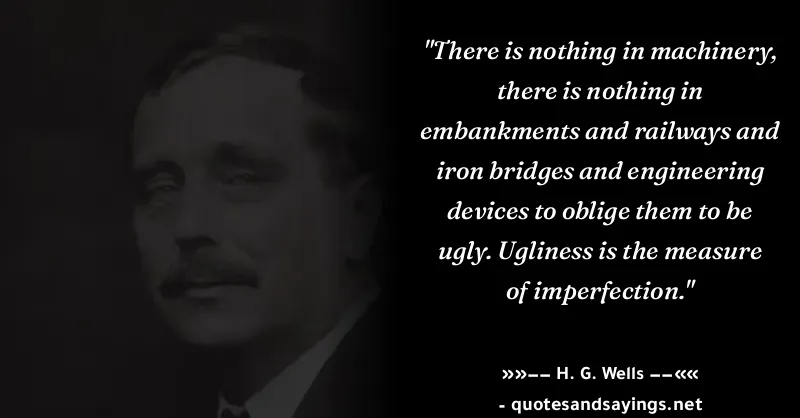 "There is nothing in machinery,
there is nothing in
embankments and railways and
iron bridges and engineering
devices to oblige them to be
ugly. Ugliness is the measure
of imperfection."
»»–– H. G. Wells ––««
- quotesandsayings.net